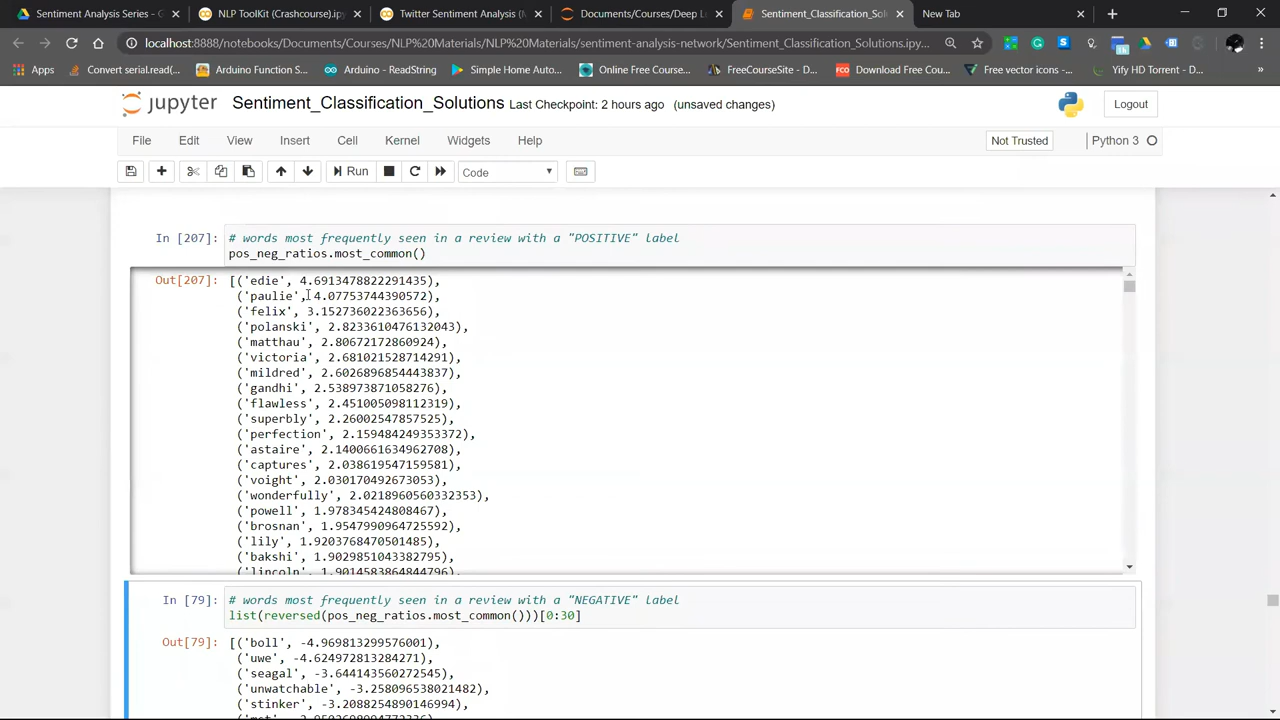 Sentiment Analysis Series - G
NLP ToolKit (Crashcourse).ipy
Twitter Sentiment Analysis (N
Documents/Courses/Deep L
Sentiment_Classification_Solu
New Tab
localhost:8888/notebooks/Documents/Courses/NLP%20Materials/NLP%20Materials/sentiment-analysis-network/Sentiment_Classification_Solutions.ipy...
Apps
Convert serial.read(...
Arduino Function S...
Arduino - ReadString
Simple Home Auto...
Online Free Course...
FreeCourseSite - D...
Download Free Cou...
Free vector icons -...
Yify HD Torrent - D...
jupyter Sentiment_Classification_Solutions Last Checkpoint: 2 hours ago (unsaved changes)
Logout
File Edit View Insert Cell Kernel Widgets Help
Not Trusted
Python 3
Run
Code
In [207]: # words most frequently seen in a review with a "POSITIVE" label
pos_neg_ratios.most_common()
Out[207]: [('edie', 4.6913478822291435),
('paulie', 4.07753744390572),
('felix', 3.152736022363656),
('polanski', 2.8233610476132043),
('matthau', 2.80672172860924),
('victoria', 2.681021528714291),
('mildred', 2.6026896854443837),
('gandhi', 2.538973871058276),
('flawless', 2.451005098112319),
('superbly', 2.26002547857525),
('perfection', 2.159484249353372),
('astaire', 2.1400661634962708),
('captures', 2.038619547159581),
('voight', 2.030170492673053),
('wonderfully', 2.0218960560332353),
('powell', 1.978345424808467),
('brosnan', 1.9547990964725592),
('lily', 1.9203768470501485),
('bakshi', 1.9029851043382795),
('lincoln', 1.9014583864844796),
In [79]: # words most frequently seen in a review with a "NEGATIVE" label
list(reversed(pos_neg_ratios.most_common()))[0:30]
Out[79]: [('boll', -4.969813299576001),
('uwe', -4.624972813284271),
('seagal', -3.644143560272545),
('unwatchable', -3.258096538021482),
('stinker', -3.2088254890146994),